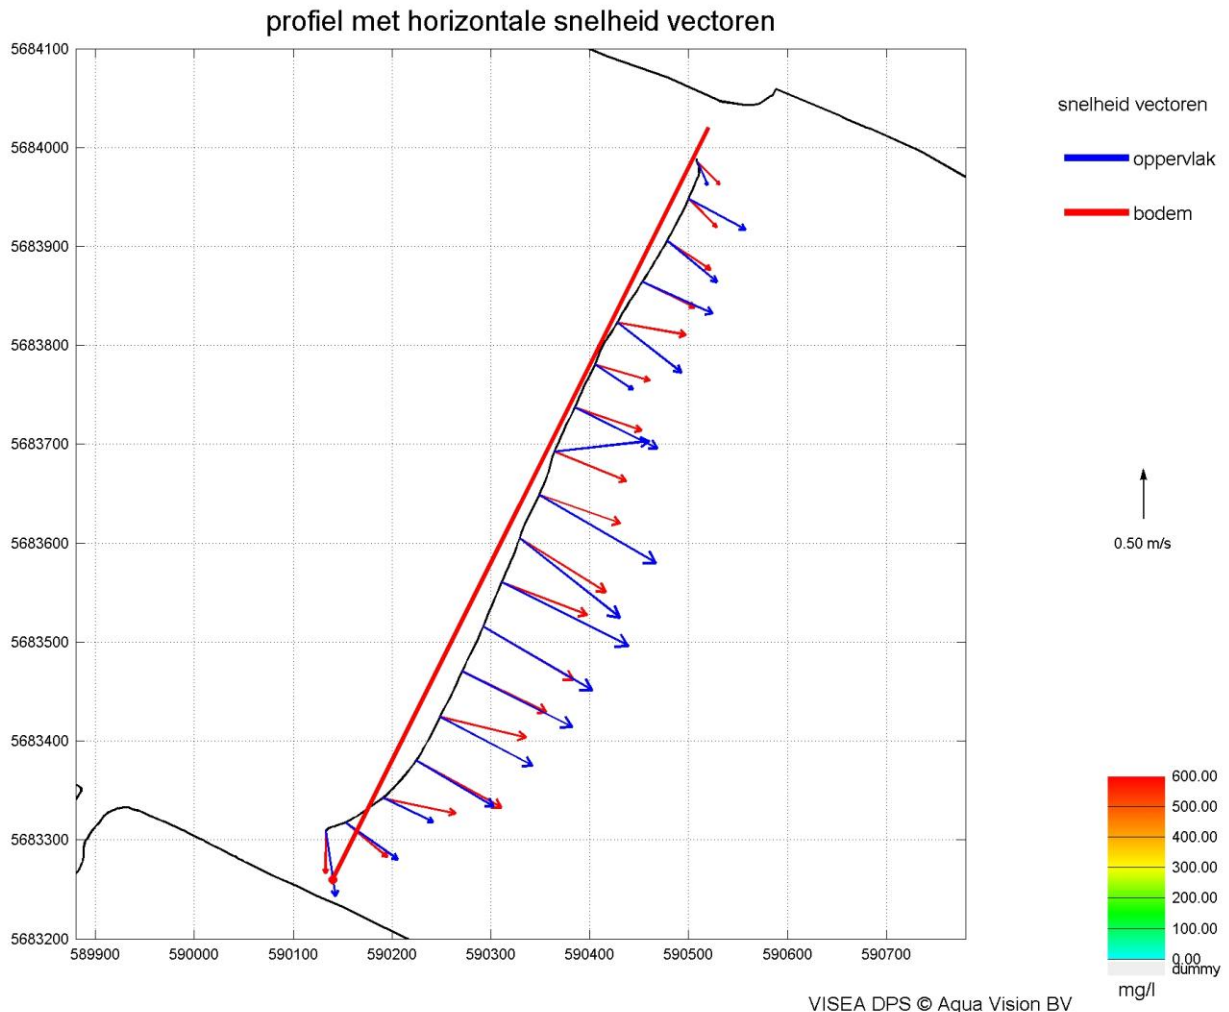 profiel met horizontale snelheid vectoren
5684100
5684000
5683900
5683800
5683700
5683600
5683500
5683400
5683300
5683200
589900 590000 590100 590200 590300 590400 590500 590600 590700
snelheid vectoren
oppervlak
bodem
0.50 m/s
600.00
500.00
400.00
300.00
200.00
100.00
0.00
dummy
mg/l
VISEA DPS © Aqua Vision BV